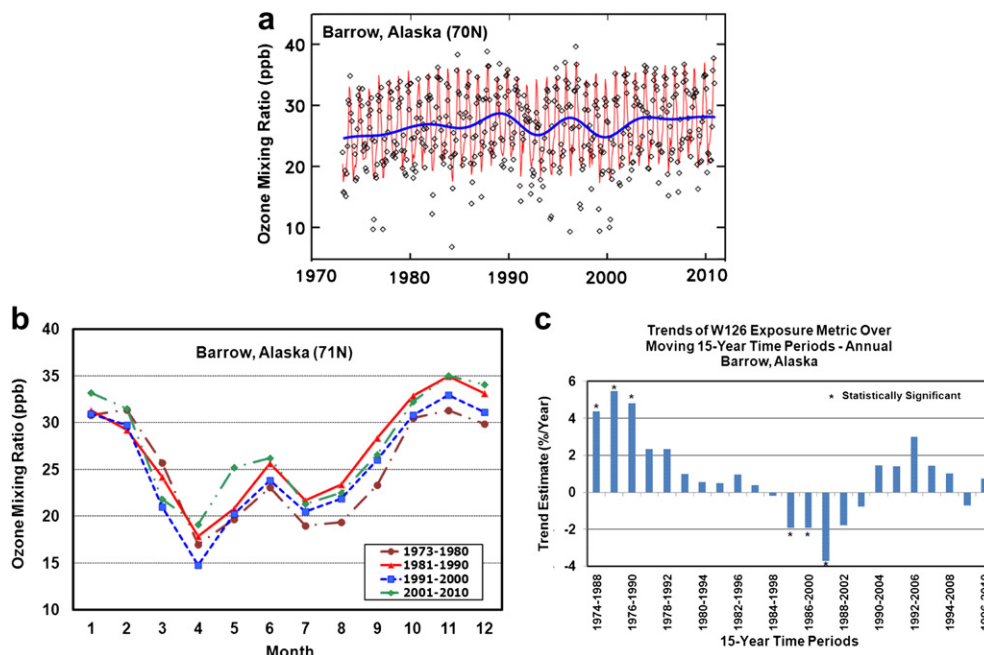 a
Barrow, Alaska (70N)
Ozone Mixing Ratio (ppb)
40
30
20
10
1970
1980
1990
2000
2010
b
Barrow, Alaska (71N)
Ozone Mixing Ratio (ppb)
40
35
30
25
20
15
10
1973-1980
1981-1990
1991-2000
2001-2010
1 2 3 4 5 6 7 8 9 10 11 12
Month
c
Trends of W126 Exposure Metric Over
Moving 15-Year Time Periods - Annual
Barrow, Alaska
* Statistically Significant
Trend Estimate (%/Year)
6
4
2
0
-2
-4
1974-1988
1976-1990
1978-1992
1980-1994
1982-1996
1984-1998
1986-2000
1988-2002
1990-2004
1992-2006
1994-2008
15-Year Time Periods